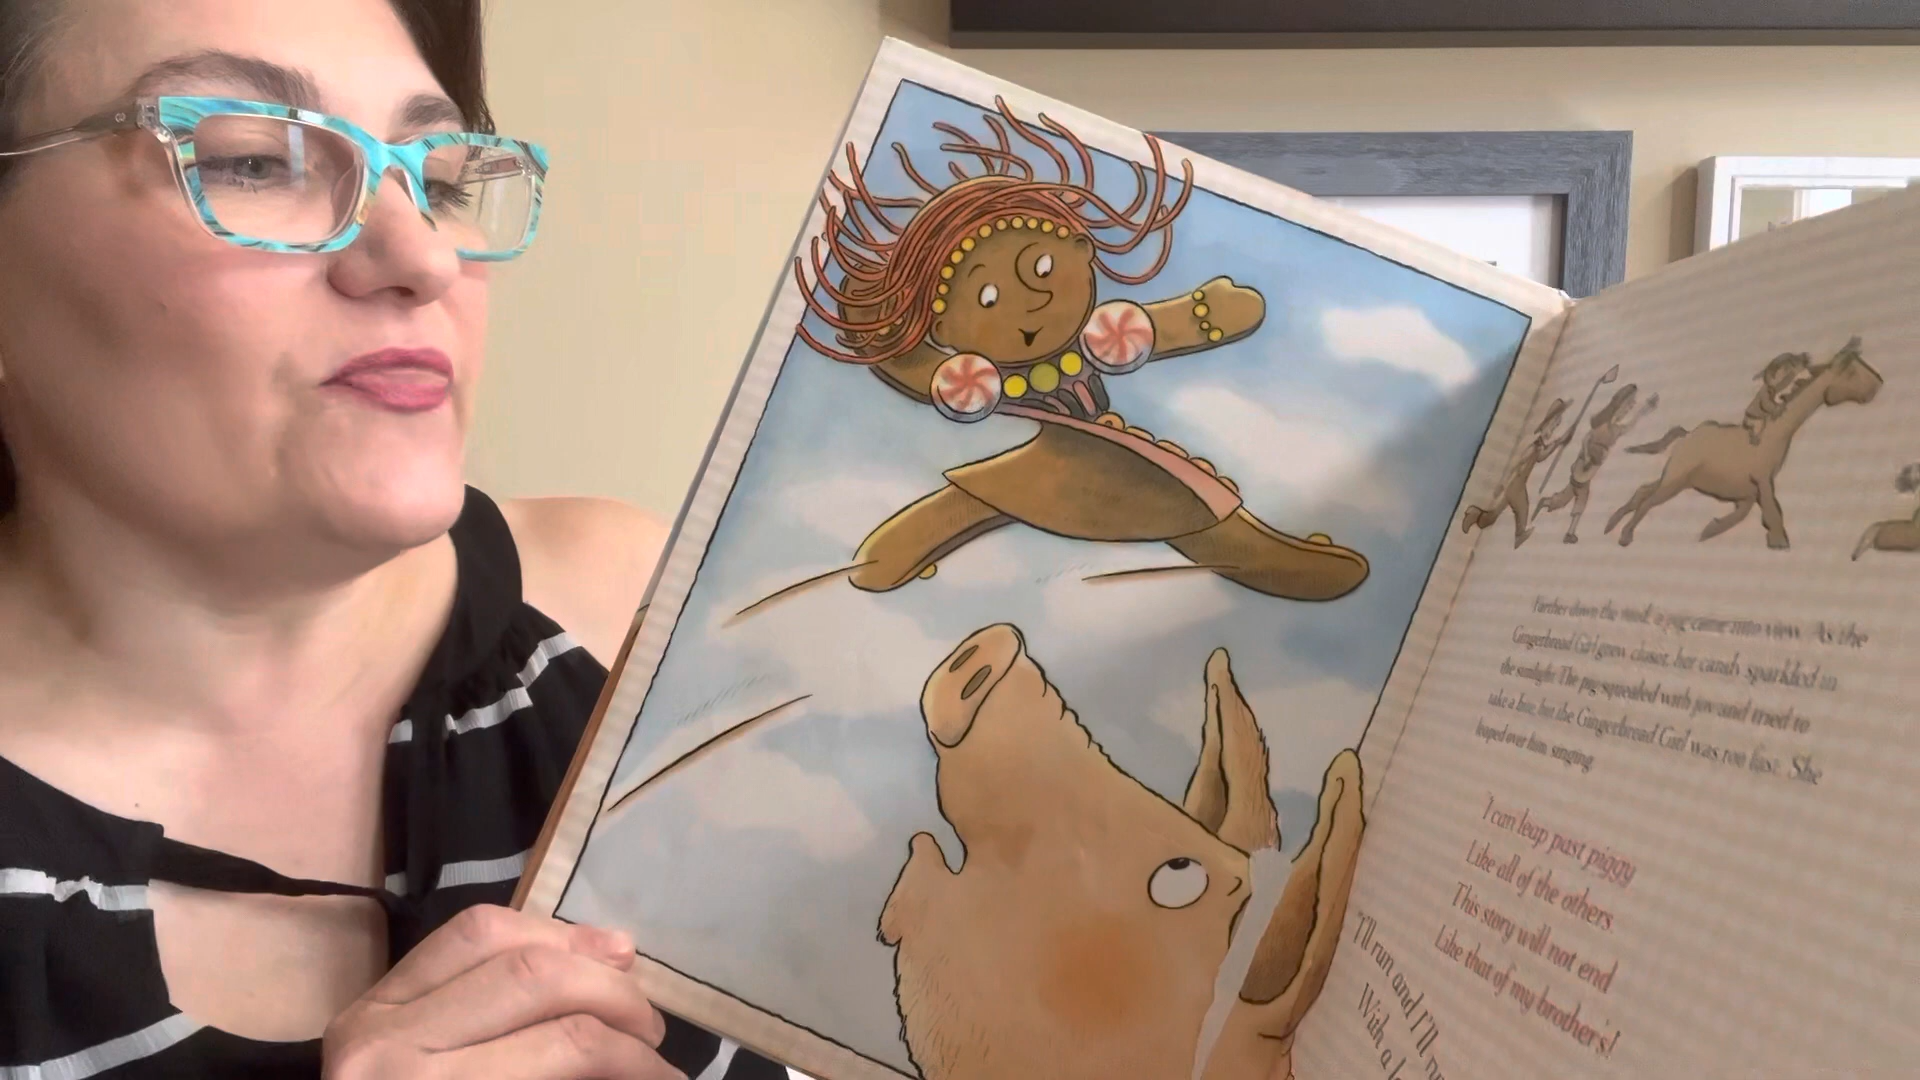 Farther down the road, a pig came into view. As the
Gingerbread Girl grew closer, her candy sparkled in
the sunlight. The pig squealed with joy and tried to
take a bite, but the Gingerbread Girl was too fast. She
leaped over him, singing
"I can leap past piggy
Like all of the others.
This story will not end
Like that of my brother's!
"I'll run and I'll
With a